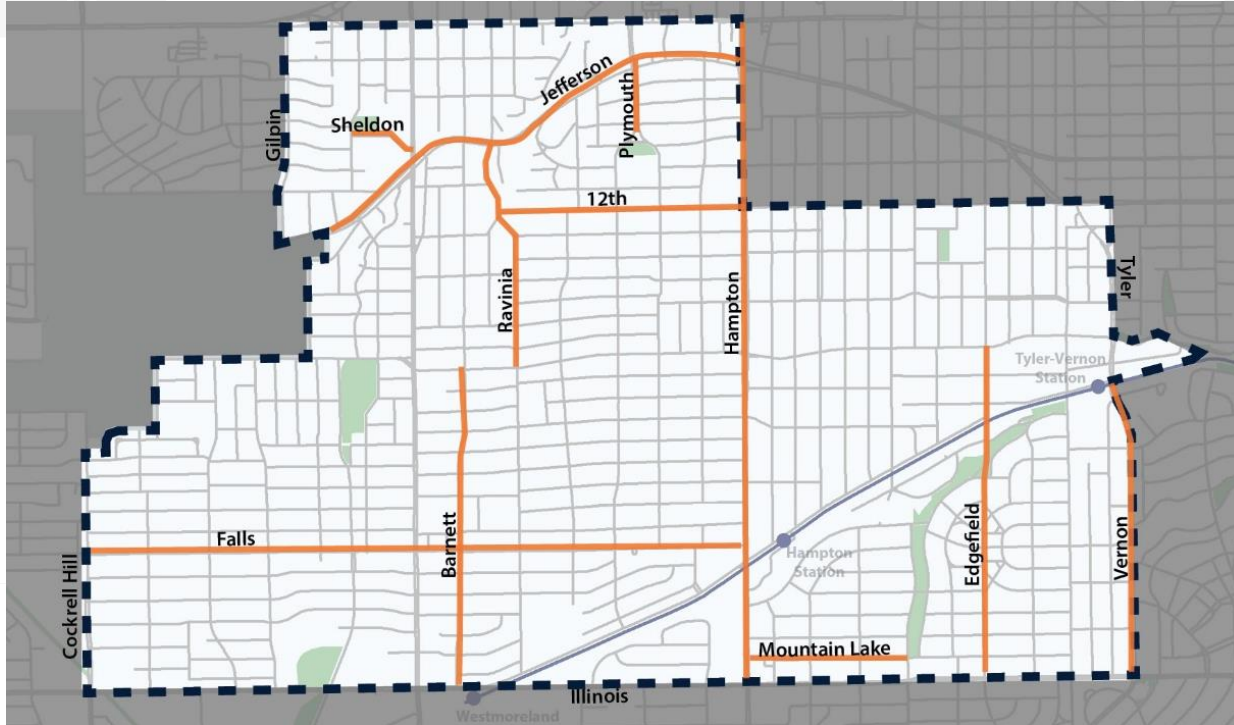 Jefferson
Gilpin
Sheldon
Plymouth
12th
Ravinia
Hampton
Tyler
Tyler-Vernon
Station
Falls
Barnett
Hampton
Station
Edgefield
Vernon
Cockrell Hill
Mountain Lake
Illinois
Westmoreland